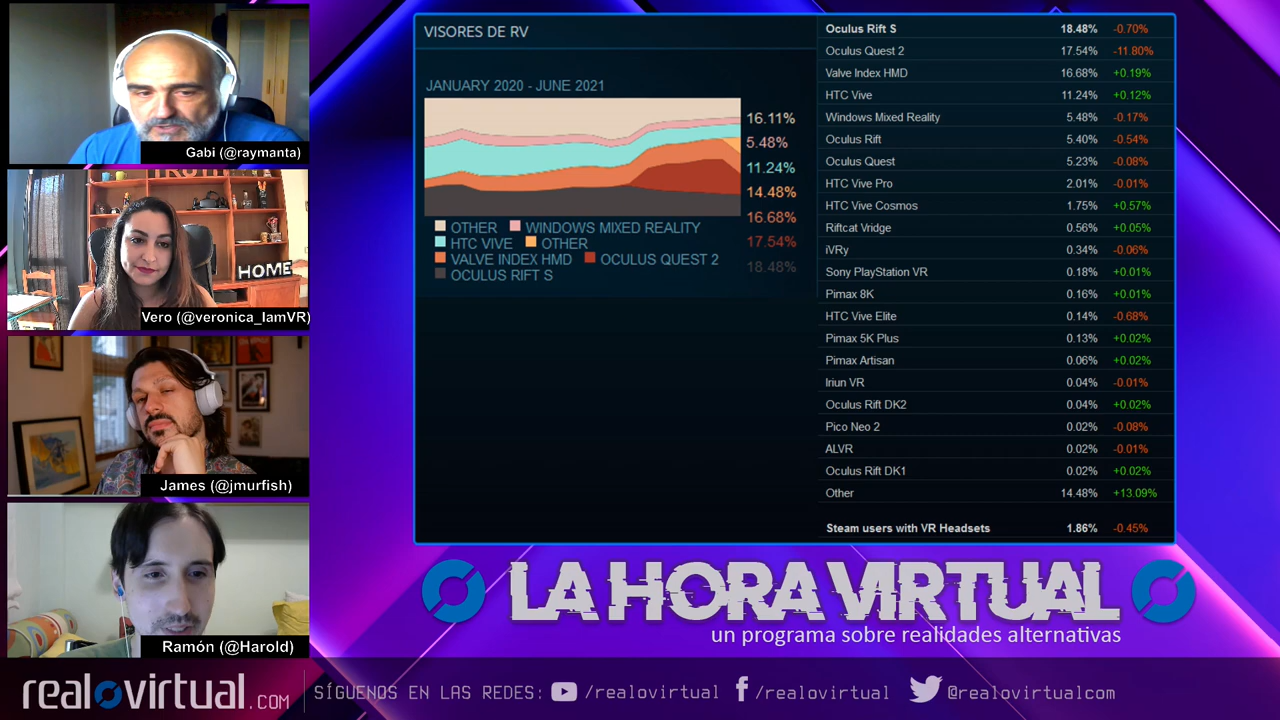 Gabi (@raymanta)
TRUTH
HOME
Vero (@veronica_IamVR)
James (@jmurfish)
Ramón (@Harold)
VISORES DE RV
JANUARY 2020 - JUNE 2021
16.11%
5.48%
11.24%
14.48%
16.68%
17.54%
18.48%
OTHER WINDOWS MIXED REALITY
HTC VIVE OTHER
VALVE INDEX HMD OCULUS QUEST 2
OCULUS RIFT S
Oculus Rift S 18.48% -0.70%
Oculus Quest 2 17.54% -11.80%
Valve Index HMD 16.68% +0.19%
HTC Vive 11.24% +0.12%
Windows Mixed Reality 5.48% -0.17%
Oculus Rift 5.40% -0.54%
Oculus Quest 5.23% -0.08%
HTC Vive Pro 2.01% -0.01%
HTC Vive Cosmos 1.75% +0.57%
Riftcat Vridge 0.56% +0.05%
iVRy 0.34% -0.06%
Sony PlayStation VR 0.18% +0.01%
Pimax 8K 0.16% +0.01%
HTC Vive Elite 0.14% -0.68%
Pimax 5K Plus 0.13% +0.02%
Pimax Artisan 0.06% +0.02%
Iriun VR 0.04% -0.01%
Oculus Rift DK2 0.04% +0.02%
Pico Neo 2 0.02% -0.08%
ALVR 0.02% -0.01%
Oculus Rift DK1 0.02% +0.02%
Other 14.48% +13.09%
Steam users with VR Headsets 1.86% -0.45%
LA HORA VIRTUAL
un programa sobre realidades alternativas
realovirtual.com
SÍGUENOS EN LAS REDES: /realovirtual /realovirtual @realovirtualcom